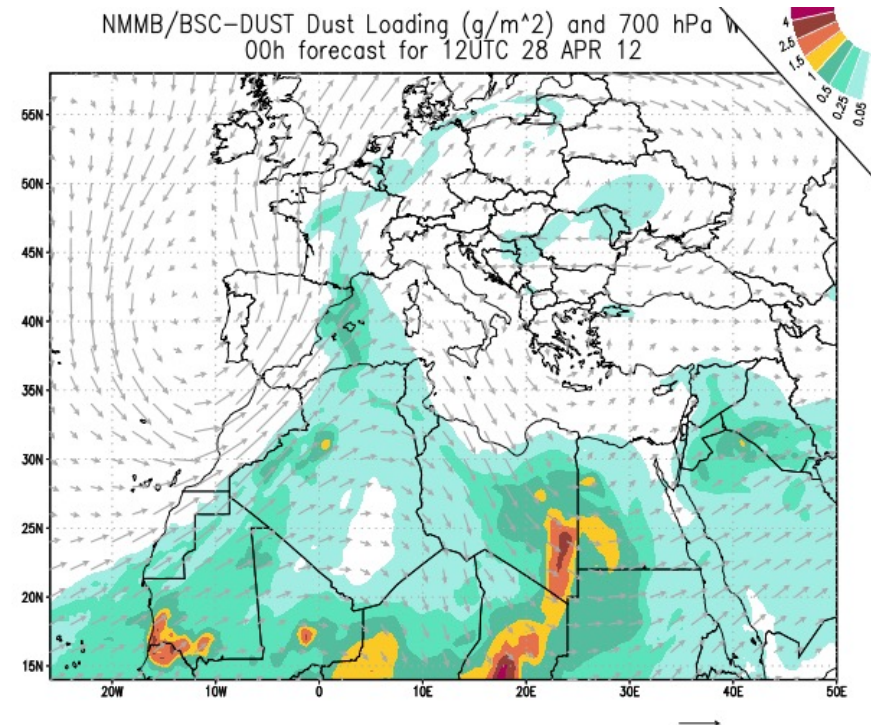 NMMB/BSC-DUST Dust Loading (g/m^2) and 700 hPa W
00h forecast for 12UTC 28 APR 12
4
2.5
1.5
1
0.5
0.25
0.05
55N
50N
45N
40N
35N
30N
25N
20N
15N
20W
10W
0
10E
20E
30E
40E
50E